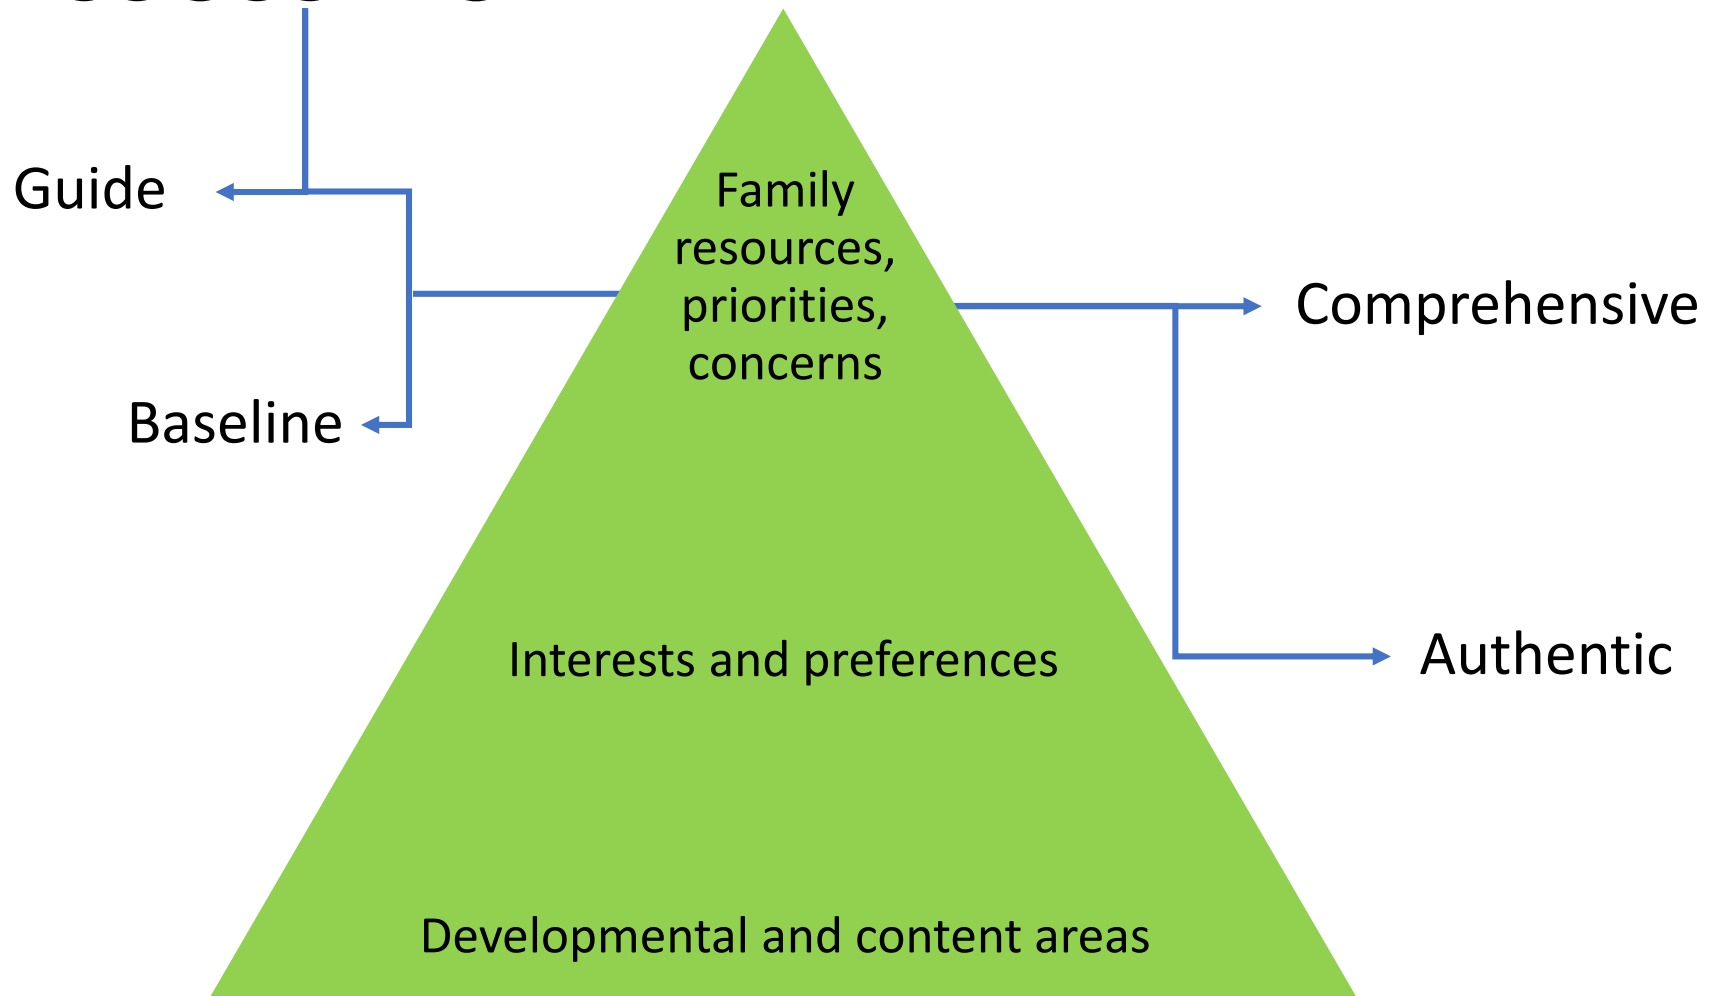 Guide
Family
resources,
priorities,
concerns
Comprehensive
Baseline
Interests and preferences
Authentic
Developmental and content areas